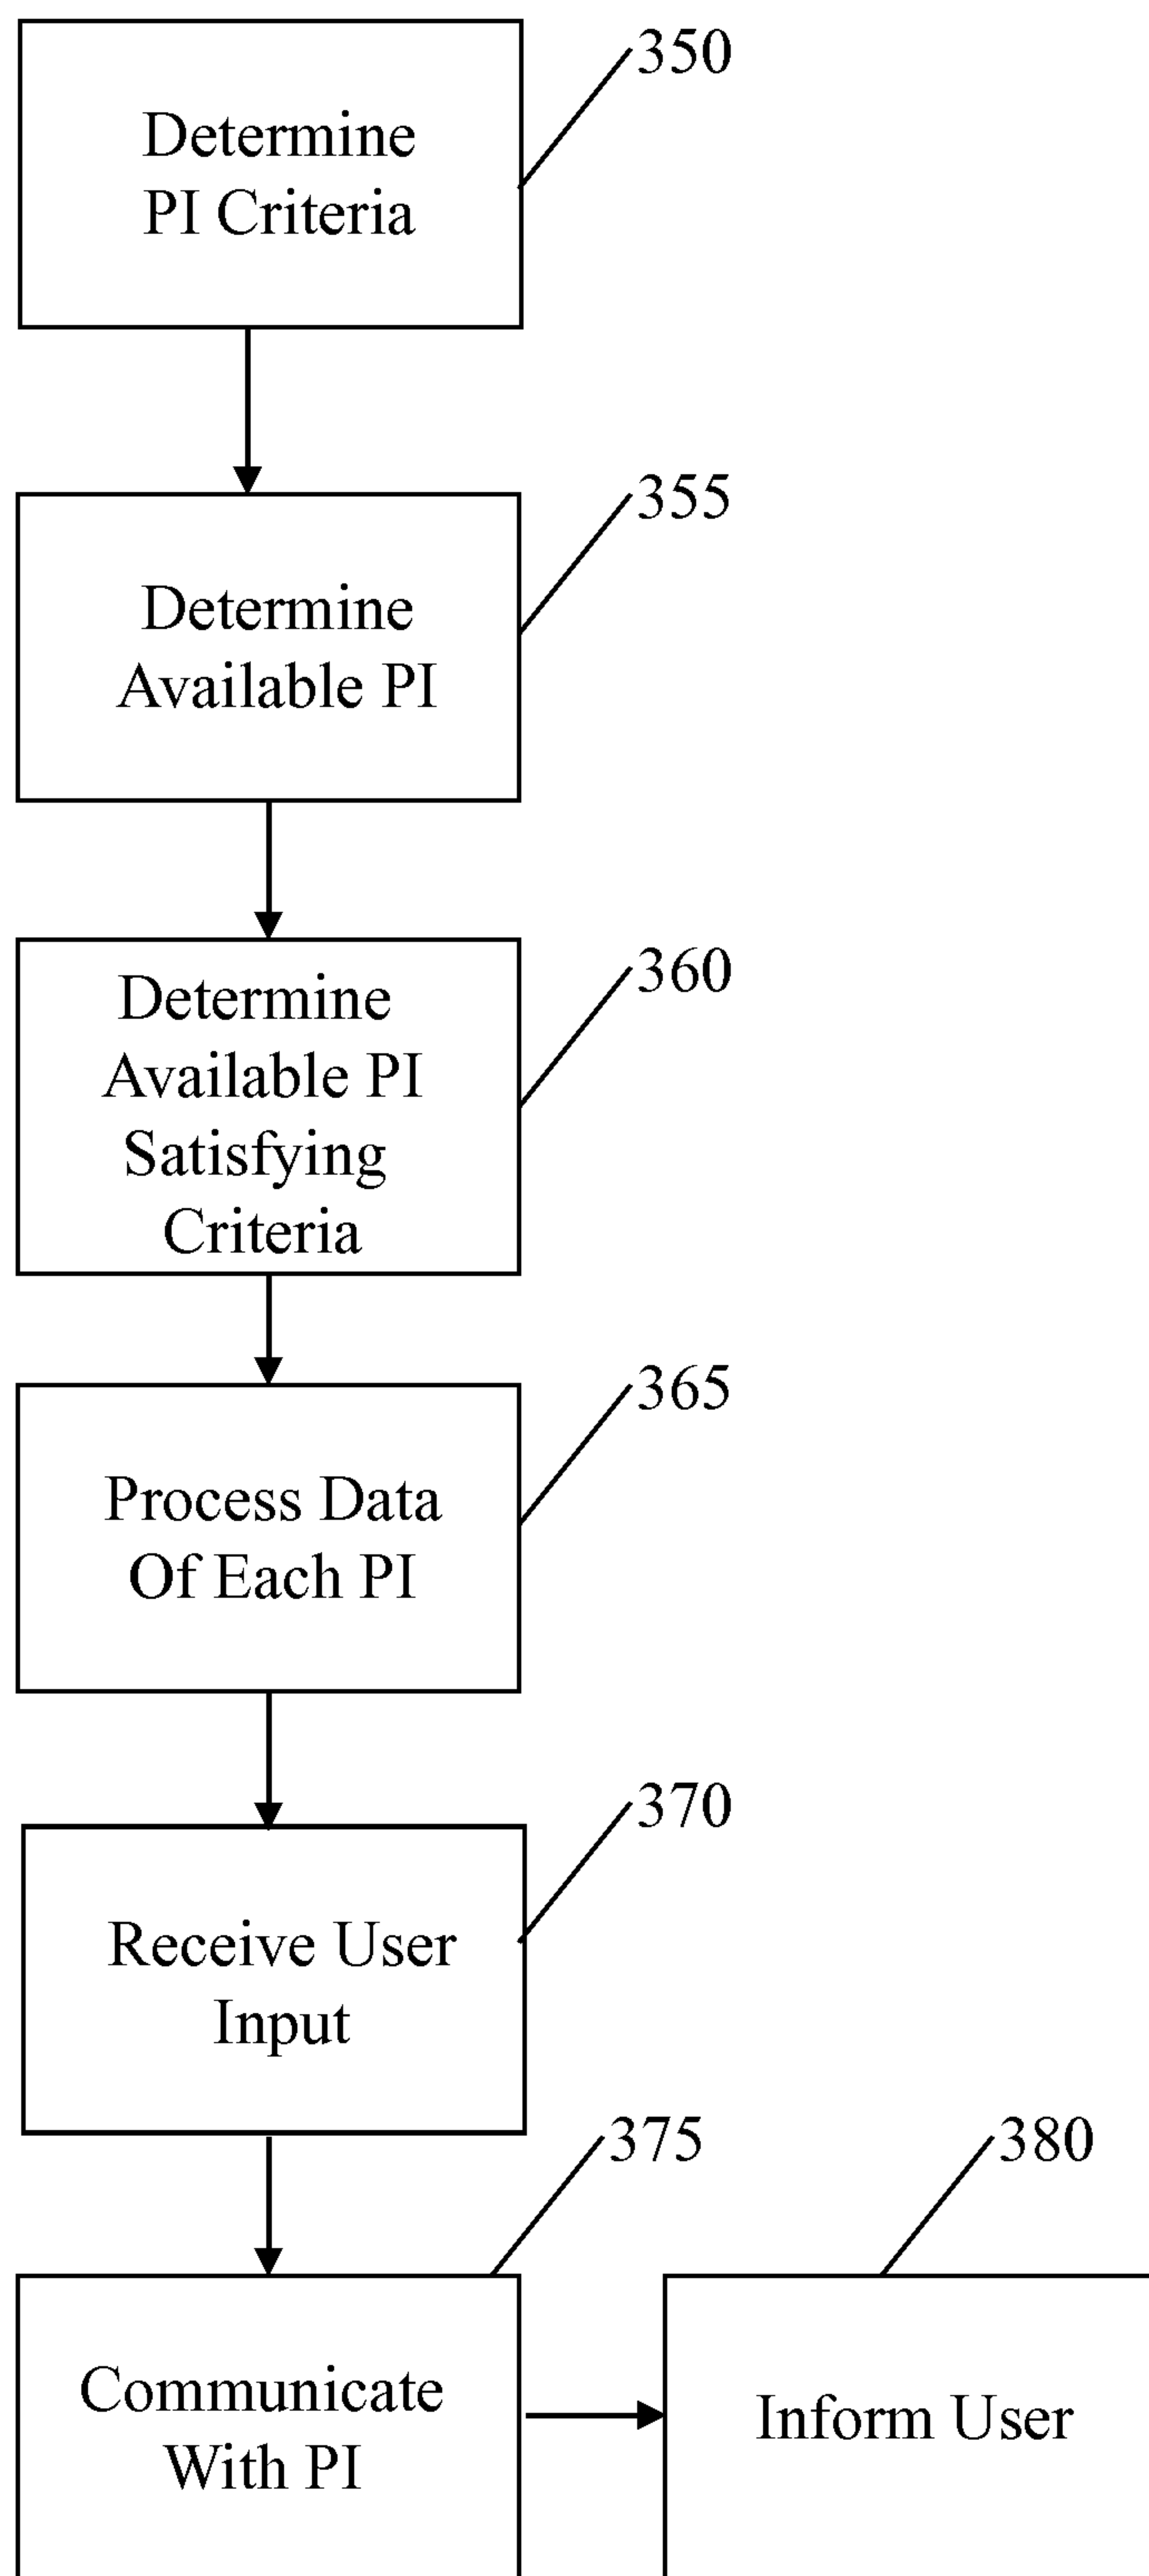 350
Determine
PI Criteria
355
Determine
Available PI
360
Determine
Available PI
Satisfying
Criteria
365
Process Data
Of Each PI
370
Receive User
Input
375
380
Communicate
With PI
Inform User